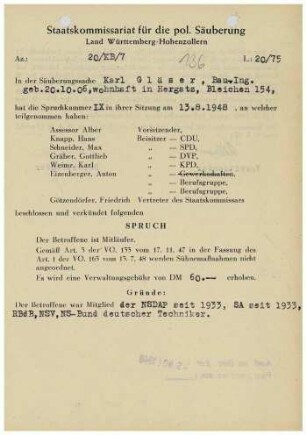 Staatskommissariat für die pol. Säuberung
Land Württemberg-Hohenzollern
Az.: 20/KB/7 186 L: 20/75
In der Säuberungssache Karl Gläser, Bau-Ing.
geb.20.10.06, wohnhaft in Hergatz, Bleichen 154,
hat die Spruchkammer IX in ihrer Sitzung am 13.8.1948 , an welcher
teilgenommen haben:
Assessor Alber Vorsitzender,
Knapp, Hans Beisitzer — CDU,
Schneider, Max " — SPD,
Gräßer, Gottlieb " — DVP,
Weine, Karl " — KPD,
Eizenberger, Anton " — Gewerkschaften,
" — Berufsgruppe,
" — Berufsgruppe,
Götzendörfer, Friedrich Vertreter des Staatskommissars
beschlossen und verkündet folgenden
SPRUCH
Der Betroffene ist Mitläufer.
Gemäß Art. 3 der VO. 133 vom 17. 11. 47 in der Fassung des
Art. 1 der VO. 165 vom 13. 7. 48 werden Sühnemaßnahmen nicht
angeordnet.
Es wird eine Verwaltungsgebühr von DM 60.— erhoben.
Gründe:
Der Betroffene war Mitglied der NSDAP seit 1933, SA seit 1933,
RBdB,NSV,NS-Bund deutscher Techniker.